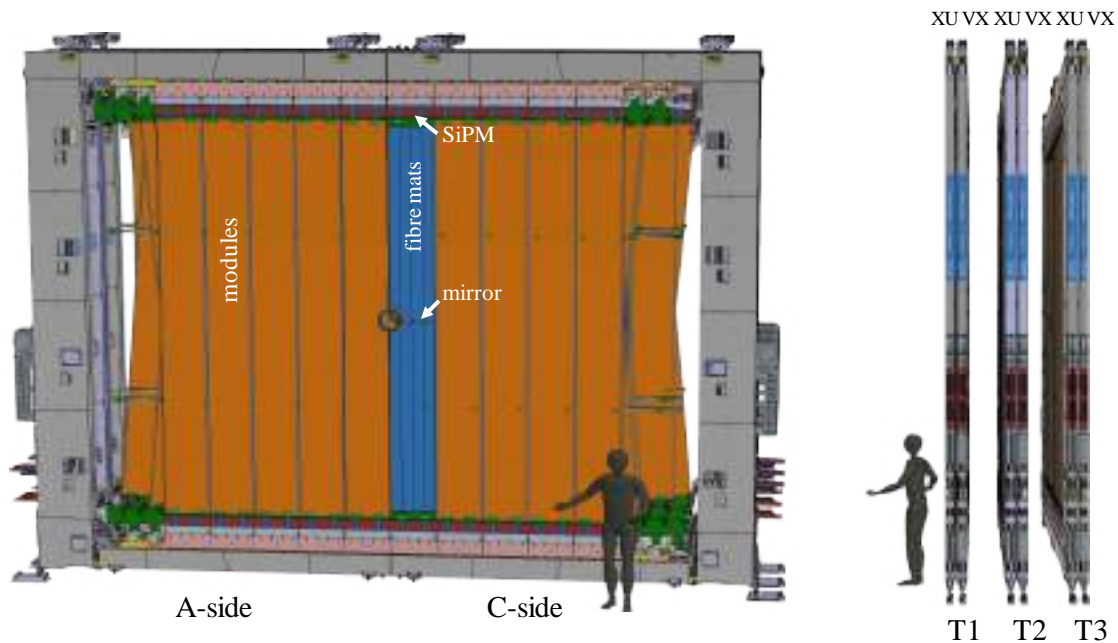 XU VX XU VX XU VX
SiPM
fibre mats
modules
mirror
A-side
C-side
T1
T2
T3